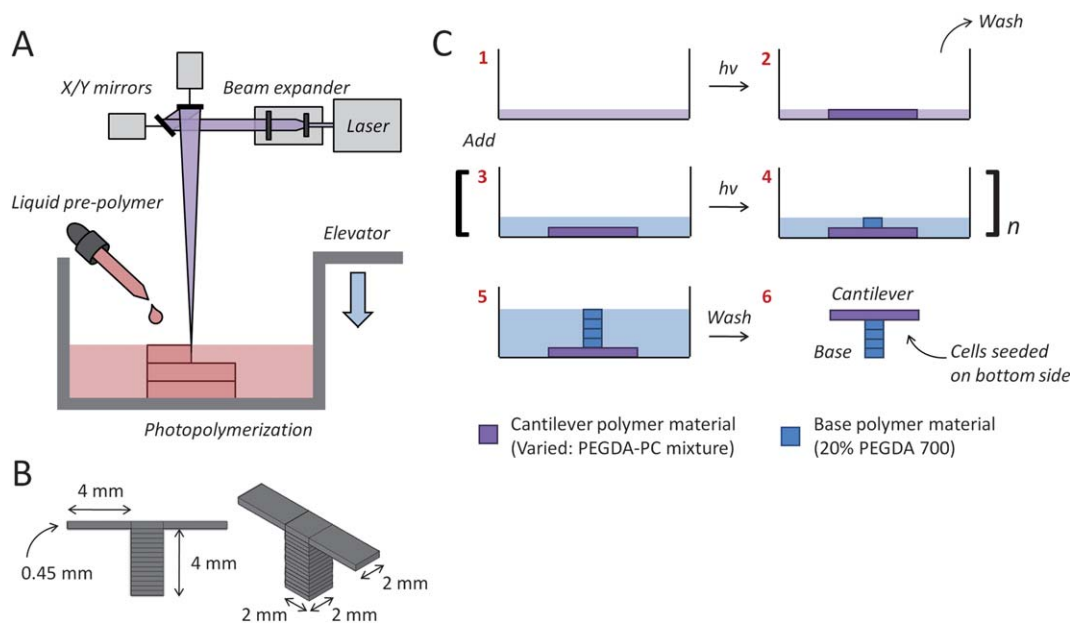 A
X/Y mirrors
Beam expander
Laser
Liquid pre-polymer
Elevator
Photopolymerization
B
4 mm
0.45 mm
4 mm
2 mm
2 mm
2 mm
C
Wash
1
hν
2
Add
3
hν
4
n
5
Wash
6
Cantilever
Base
Cells seeded
on bottom side
Cantilever polymer material
(Varied: PEGDA-PC mixture)
Base polymer material
(20% PEGDA 700)